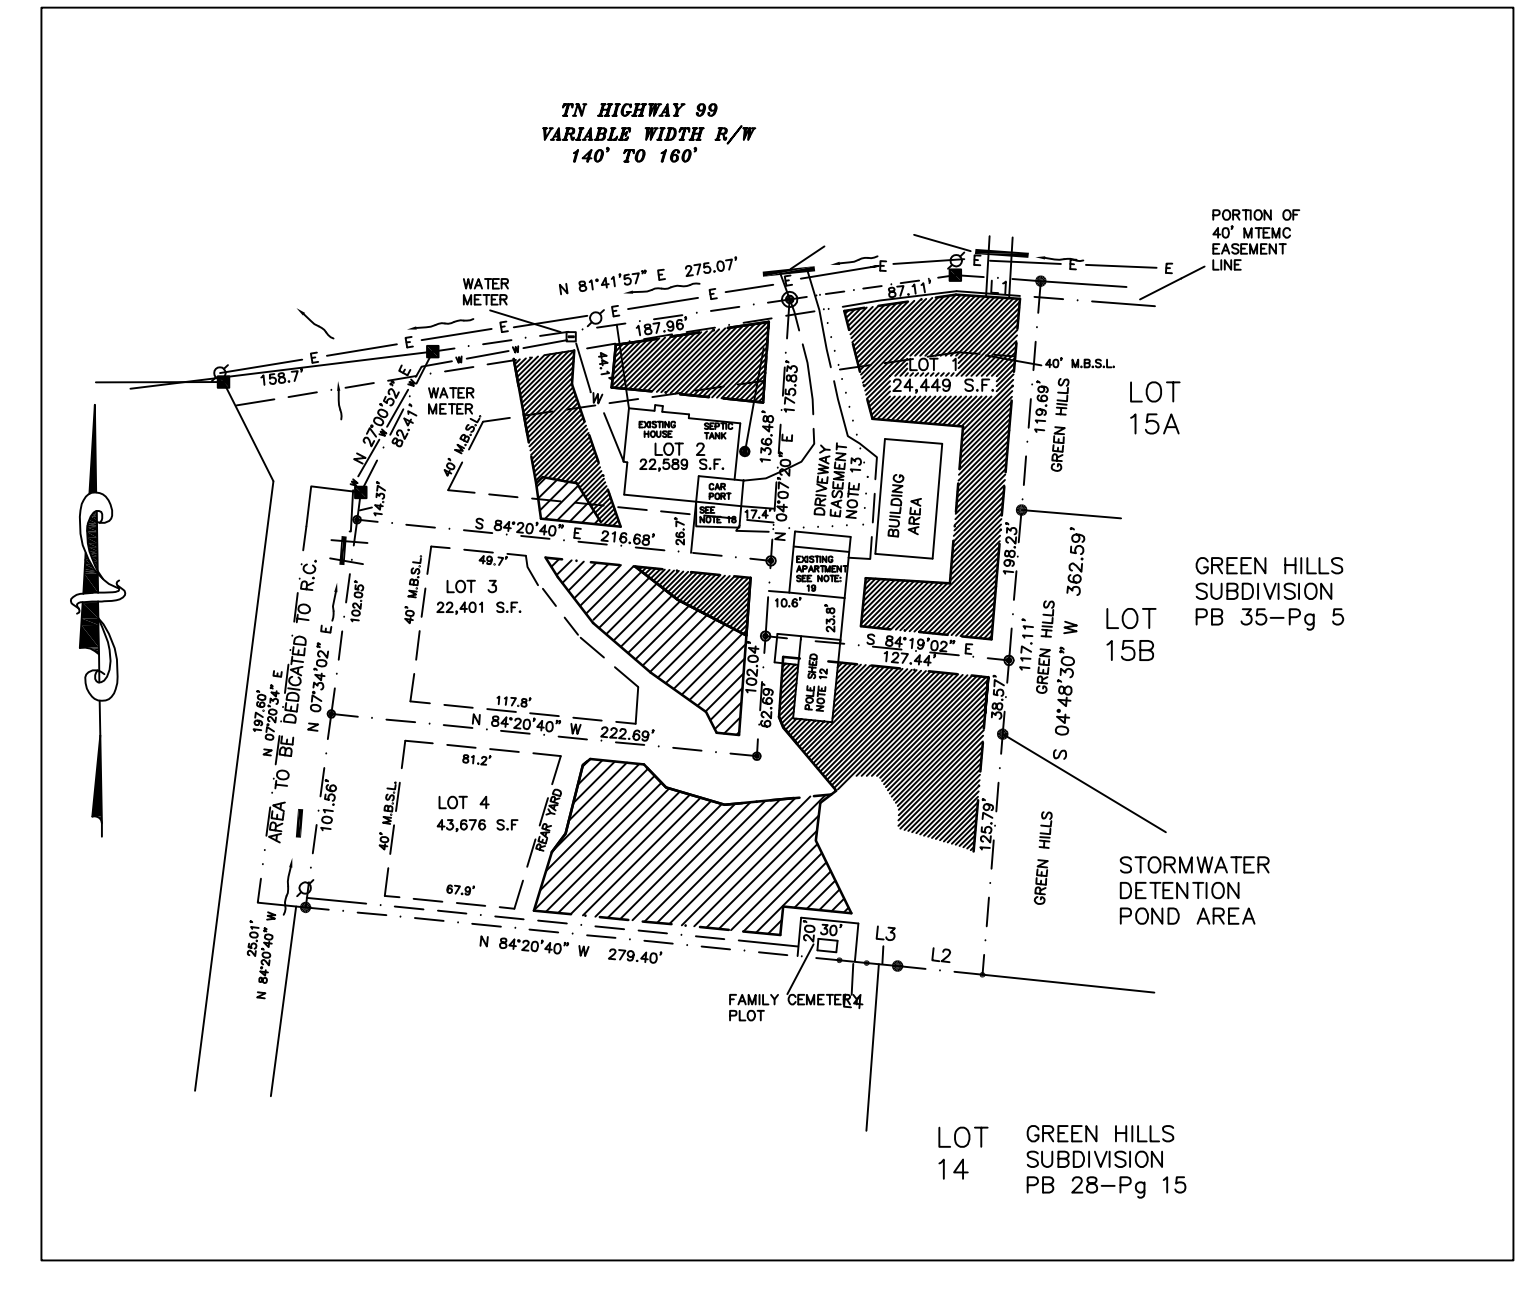 TN HIGHWAY 99
VARIABLE WIDTH R/W
140' TO 160'
PORTION OF
40' MTEMC
EASEMENT
LINE
WATER
METER
N 81°41'57" E 275.07'
E
E
E
E
E
E
E
E
E
E
L1
87.11'
187.96'
158.7'
44.1'
W
W
W
W
W
N 27°00'52" E
82.41'
WATER
METER
40' M.B.S.L.
EXISTING
HOUSE
SEPTIC
TANK
LOT 2
22,589 S.F.
CAR
PORT
SEE
NOTE 18
17.4'
26.7'
136.48'
175.83'
N 04°07'20" E
DRIVEWAY
EASEMENT
NOTE 13
BUILDING
AREA
LOT 1
24,449 S.F.
40' M.B.S.L.
119.69'
GREEN HILLS
LOT
15A
14.37'
S 84°20'40" E 216.68'
49.7'
LOT 3
22,401 S.F.
40' M.B.S.L.
102.05'
N 07°34'02" E
AREA TO BE DEDICATED TO R.C.
197.60'
N 07°20'34" E
EXISTING
APARTMENT
SEE NOTE:
19
10.6'
23.8'
S 84°19'02" E
127.44'
198.23'
117.11'
GREEN HILLS
S 04°48'30" W 362.59'
LOT
15B
GREEN HILLS
SUBDIVISION
PB 35-Pg 5
102.04'
62.69'
POLE SHED
NOTE 12
38.57'
117.8'
N 84°20'40" W 222.69'
81.2'
LOT 4
43,676 S.F
40' M.B.S.L.
REAR YARD
101.56'
67.9'
125.79'
GREEN HILLS
STORMWATER
DETENTION
POND AREA
25.01'
N 84°20'40" W
N 84°20'40" W 279.40'
20'
30'
L3
L2
L4
FAMILY CEMETERY
PLOT
LOT
14
GREEN HILLS
SUBDIVISION
PB 28-Pg 15